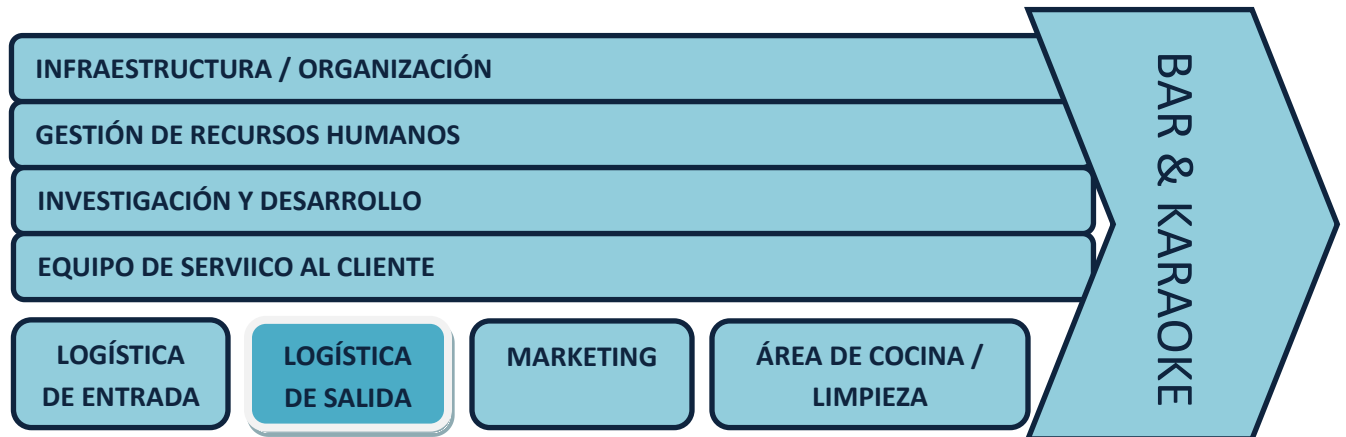 INFRAESTRUCTURA / ORGANIZACIÓN
GESTIÓN DE RECURSOS HUMANOS
INVESTIGACIÓN Y DESARROLLO
EQUIPO DE SERVIICO AL CLIENTE
LOGÍSTICA
DE ENTRADA
LOGÍSTICA
DE SALIDA
MARKETING
ÁREA DE COCINA /
LIMPIEZA
BAR & KARAOKE